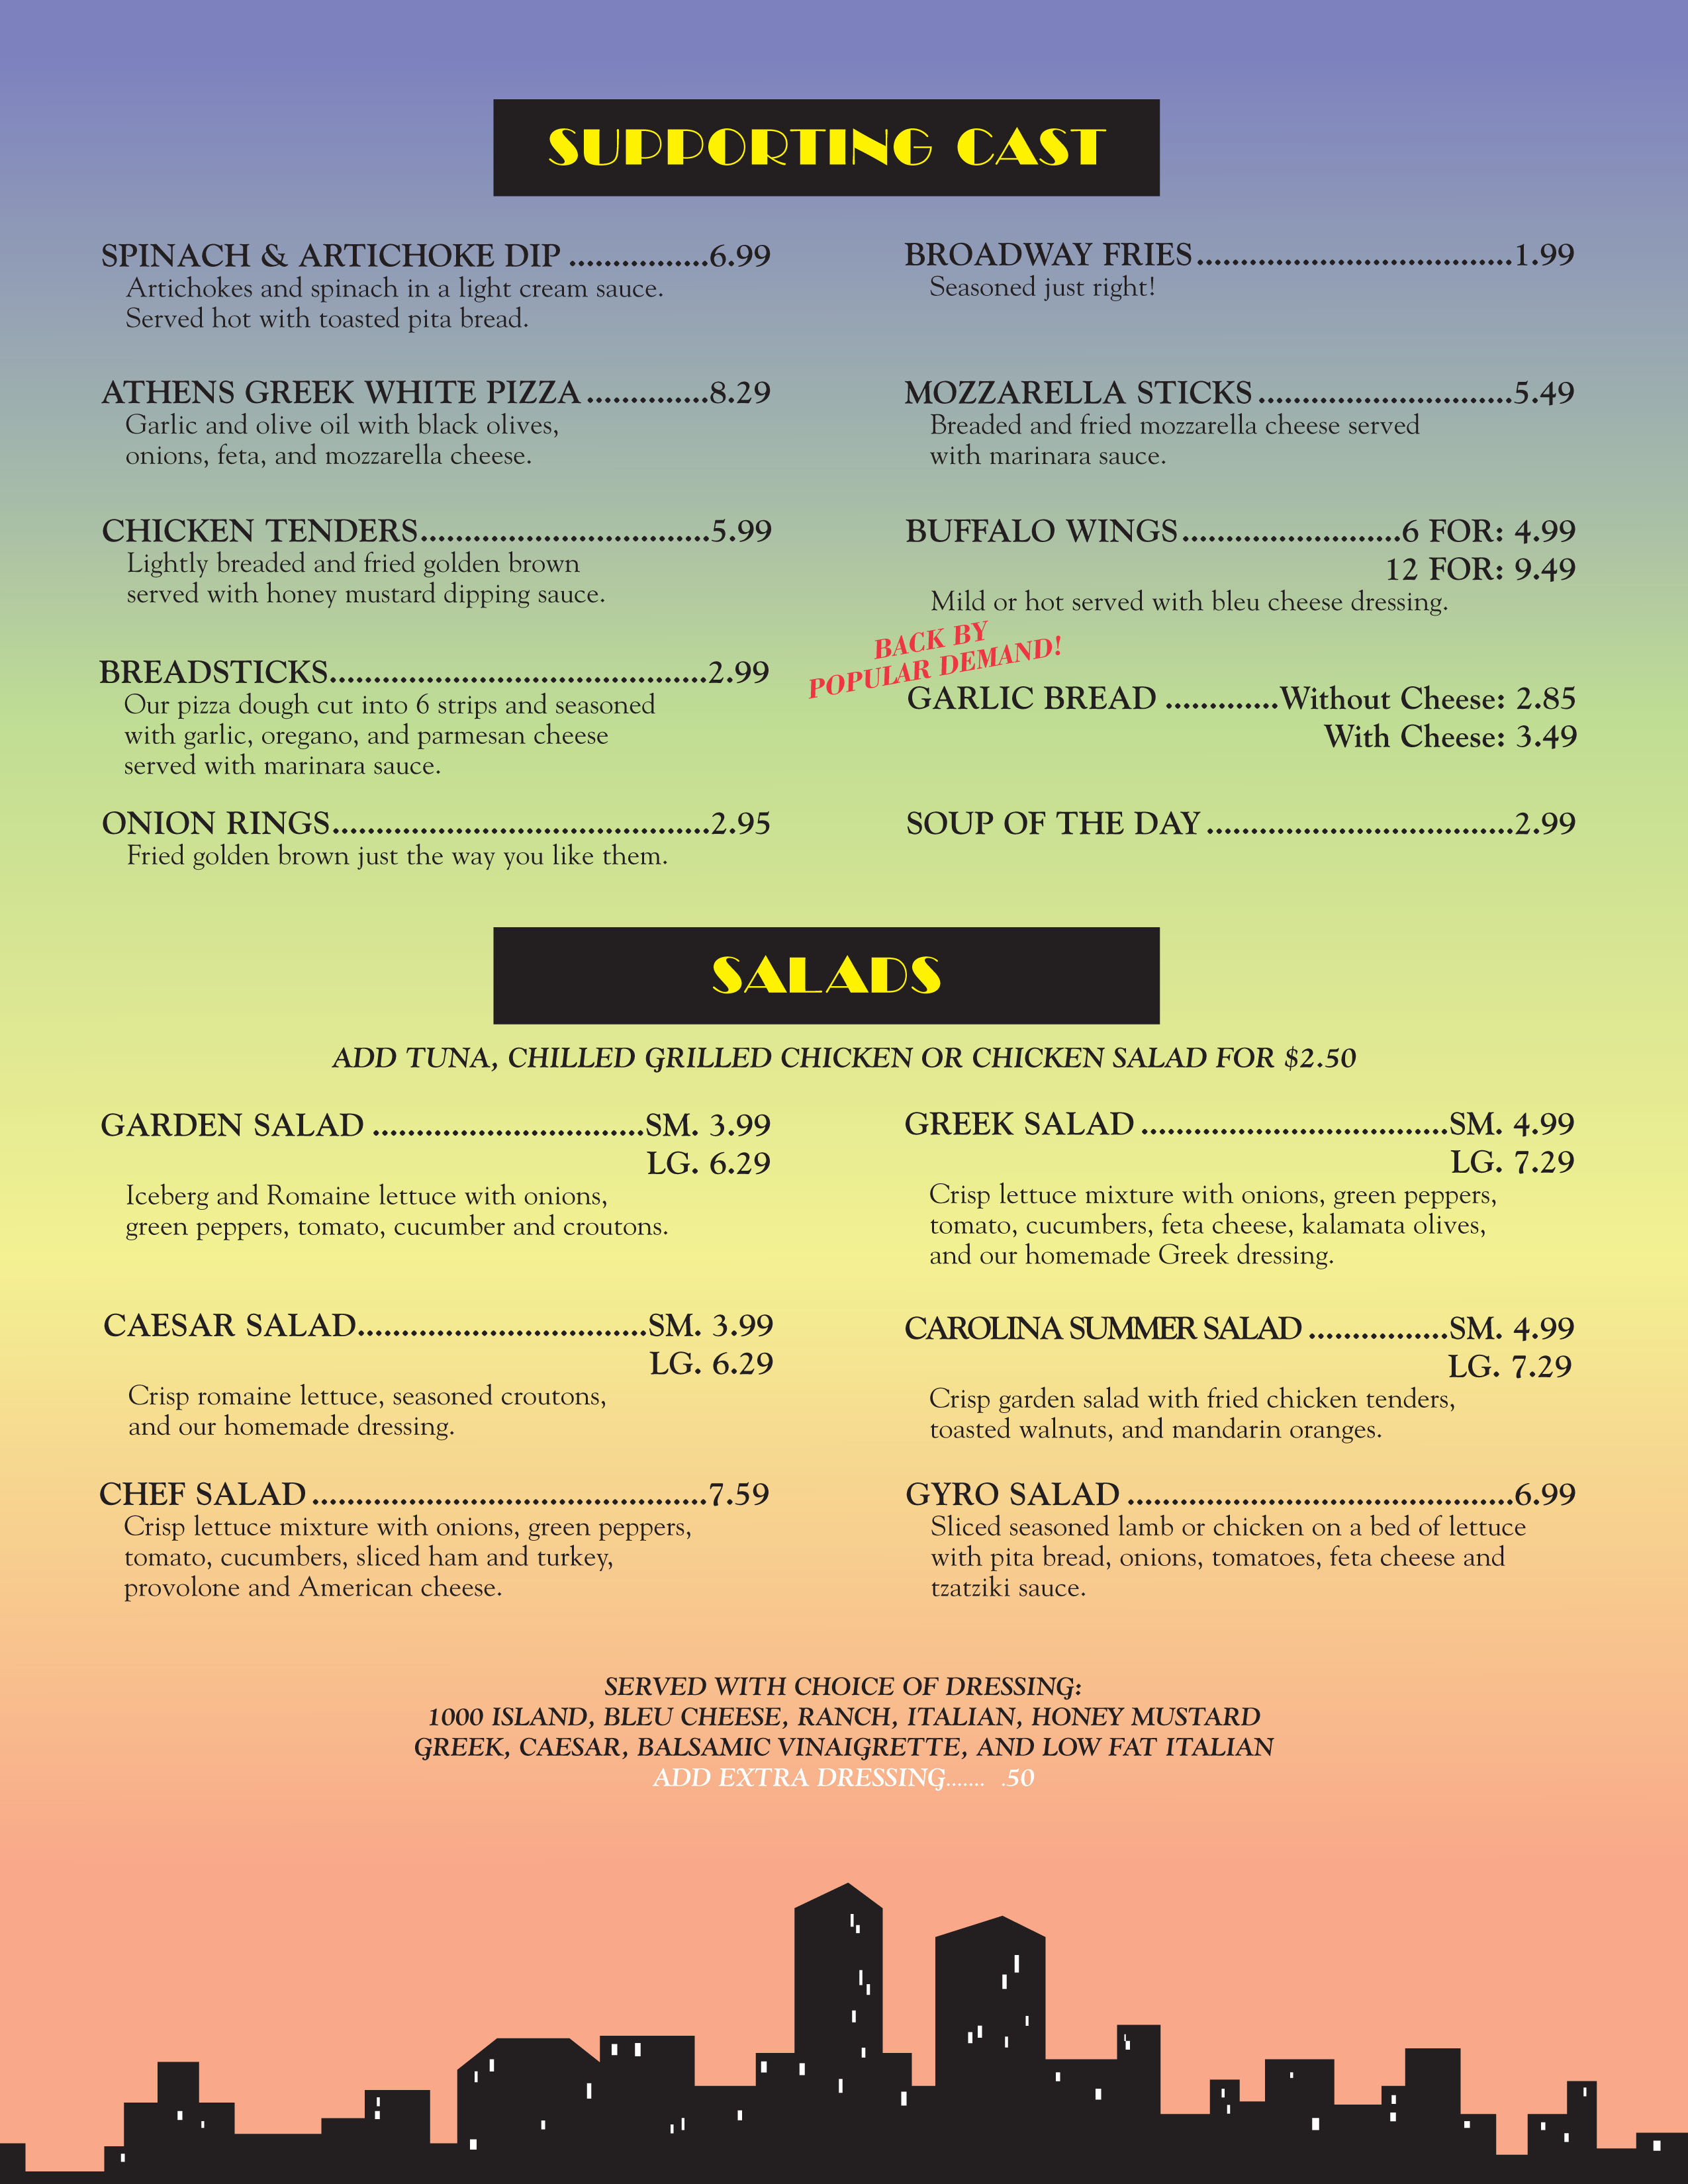 SUPPORTING CAST
SPINACH & ARTICHOKE DIP ................6.99
Artichokes and spinach in a light cream sauce.
Served hot with toasted pita bread.
ATHENS GREEK WHITE PIZZA ..............8.29
Garlic and olive oil with black olives,
onions, feta, and mozzarella cheese.
CHICKEN TENDERS.................................5.99
Lightly breaded and fried golden brown
served with honey mustard dipping sauce.
BREADSTICKS...........................................2.99
Our pizza dough cut into 6 strips and seasoned
with garlic, oregano, and parmesan cheese
served with marinara sauce.
ONION RINGS...........................................2.95
Fried golden brown just the way you like them.
BROADWAY FRIES....................................1.99
Seasoned just right!
MOZZARELLA STICKS.............................5.49
Breaded and fried mozzarella cheese served
with marinara sauce.
BUFFALO WINGS.........................6 FOR: 4.99
12 FOR: 9.49
Mild or hot served with bleu cheese dressing.
BACK BY
POPULAR DEMAND!
GARLIC BREAD .............Without Cheese: 2.85
With Cheese: 3.49
SOUP OF THE DAY...................................2.99
SALADS
ADD TUNA, CHILLED GRILLED CHICKEN OR CHICKEN SALAD FOR $2.50
GARDEN SALAD ...............................SM. 3.99
LG. 6.29
Iceberg and Romaine lettuce with onions,
green peppers, tomato, cucumber and croutons.
CAESAR SALAD.................................SM. 3.99
LG. 6.29
Crisp romaine lettuce, seasoned croutons,
and our homemade dressing.
CHEF SALAD.............................................7.59
Crisp lettuce mixture with onions, green peppers,
tomato, cucumbers, sliced ham and turkey,
provolone and American cheese.
GREEK SALAD...................................SM. 4.99
LG. 7.29
Crisp lettuce mixture with onions, green peppers,
tomato, cucumbers, feta cheese, kalamata olives,
and our homemade Greek dressing.
CAROLINA SUMMER SALAD................SM. 4.99
LG. 7.29
Crisp garden salad with fried chicken tenders,
toasted walnuts, and mandarin oranges.
GYRO SALAD............................................6.99
Sliced seasoned lamb or chicken on a bed of lettuce
with pita bread, onions, tomatoes, feta cheese and
tzatziki sauce.
SERVED WITH CHOICE OF DRESSING:
1000 ISLAND, BLEU CHEESE, RANCH, ITALIAN, HONEY MUSTARD
GREEK, CAESAR, BALSAMIC VINAIGRETTE, AND LOW FAT ITALIAN
ADD EXTRA DRESSING....... .50